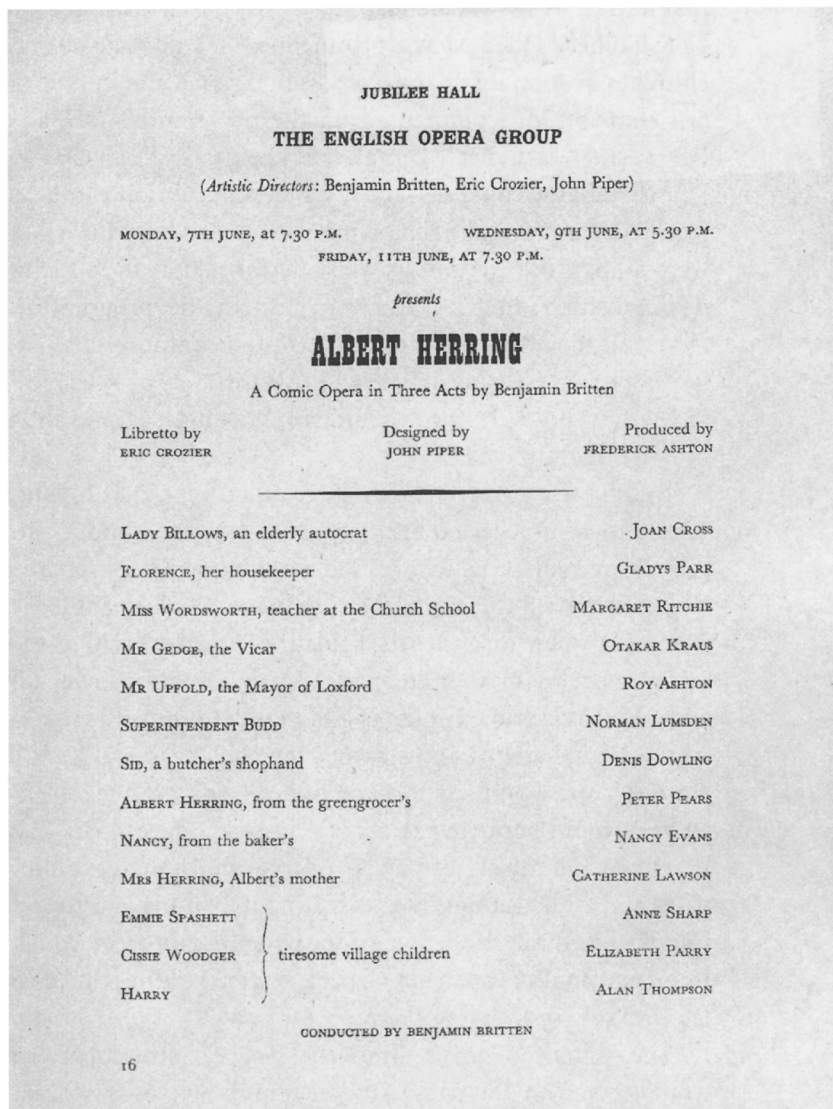 JUBILEE HALL
THE ENGLISH OPERA GROUP
(Artistic Directors: Benjamin Britten, Eric Crozier, John Piper)
MONDAY, 7TH JUNE, at 7.30 P.M. WEDNESDAY, 9TH JUNE, AT 5.30 P.M.
FRIDAY, 11TH JUNE, AT 7.30 P.M.
presents
ALBERT HERRING
A Comic Opera in Three Acts by Benjamin Britten
Libretto by Designed by Produced by
ERIC CROZIER JOHN PIPER FREDERICK ASHTON
LADY BILLOWS, an elderly autocrat JOAN CROSS
FLORENCE, her housekeeper GLADYS PARR
MISS WORDSWORTH, teacher at the Church School MARGARET RITCHIE
MR GEDGE, the Vicar OTAKAR KRAUS
MR UPFOLD, the Mayor of Loxford ROY ASHTON
SUPERINTENDENT BUDD NORMAN LUMSDEN
SID, a butcher's shophand DENIS DOWLING
ALBERT HERRING, from the greengrocer's PETER PEARS
NANCY, from the baker's NANCY EVANS
MRS HERRING, Albert's mother CATHERINE LAWSON
EMMIE SPASHETT ANNE SHARP
CISSIE WOODGER tiresome village children ELIZABETH PARRY
HARRY ALAN THOMPSON
CONDUCTED BY BENJAMIN BRITTEN
16